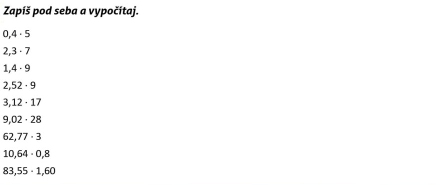 Zapíš pod seba a vypočítaj.
0,4 · 5
2,3 · 7
1,4 · 9
2,52 · 9
3,12 · 17
9,02 · 28
62,77 · 3
10,64 · 0,8
83,55 · 1,60